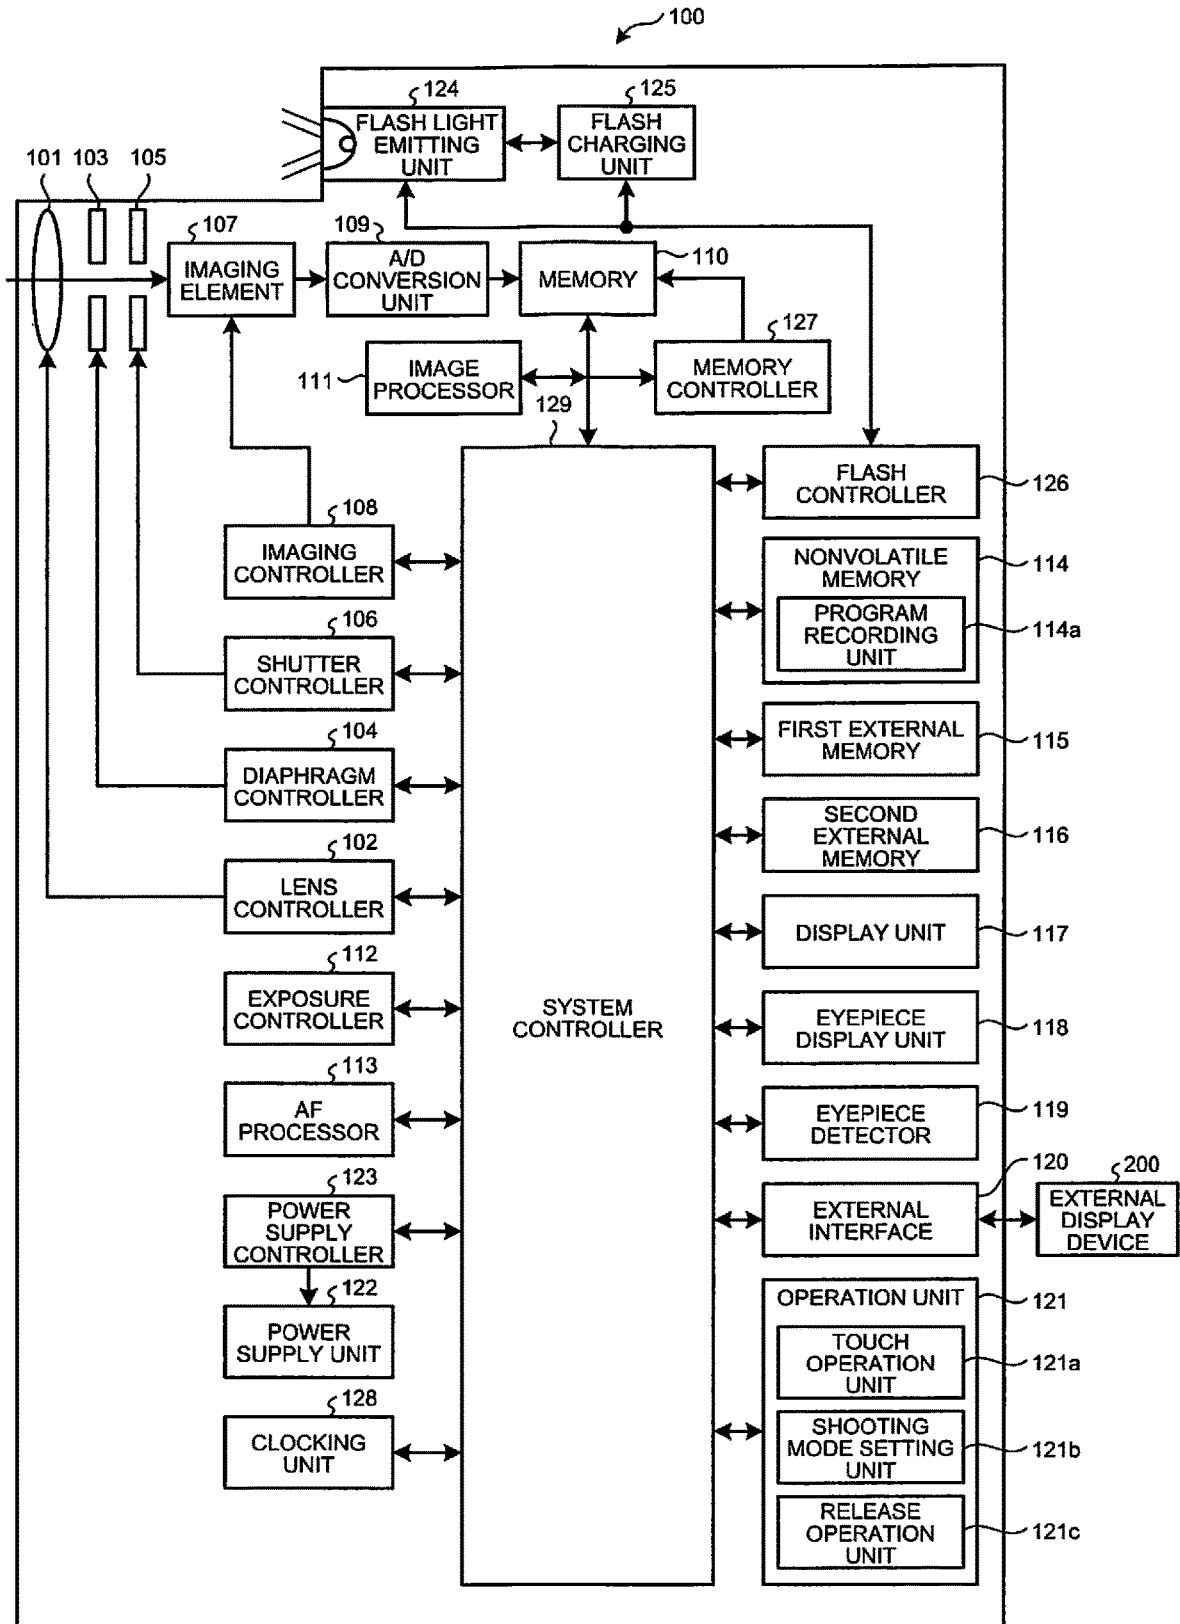 100
124
FLASH LIGHT
EMITTING
UNIT
125
FLASH
CHARGING
UNIT
101
103
105
107
IMAGING
ELEMENT
109
A/D
CONVERSION
UNIT
MEMORY
110
127
111
IMAGE
PROCESSOR
MEMORY
CONTROLLER
129
FLASH
CONTROLLER
126
108
IMAGING
CONTROLLER
NONVOLATILE
MEMORY
114
PROGRAM
RECORDING
UNIT
114a
106
SHUTTER
CONTROLLER
FIRST EXTERNAL
MEMORY
115
104
DIAPHRAGM
CONTROLLER
SECOND
EXTERNAL
MEMORY
116
102
LENS
CONTROLLER
DISPLAY UNIT
117
112
EXPOSURE
CONTROLLER
SYSTEM
CONTROLLER
EYEPIECE
DISPLAY UNIT
118
113
AF
PROCESSOR
EYEPIECE
DETECTOR
119
123
POWER
SUPPLY
CONTROLLER
EXTERNAL
INTERFACE
120
200
EXTERNAL
DISPLAY
DEVICE
122
POWER
SUPPLY UNIT
OPERATION UNIT
121
TOUCH
OPERATION
UNIT
121a
128
CLOCKING
UNIT
SHOOTING
MODE SETTING
UNIT
121b
RELEASE
OPERATION
UNIT
121c